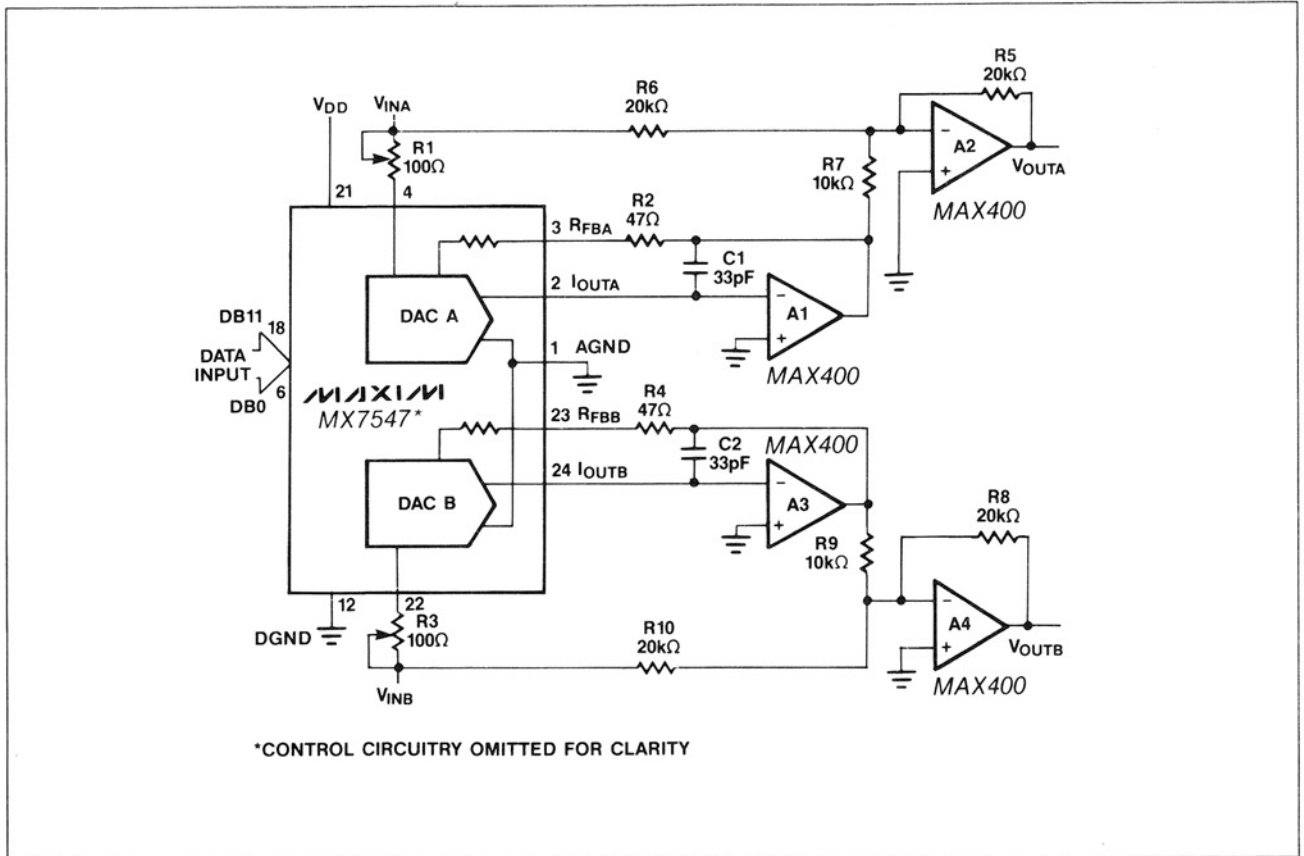 R5
20kΩ
R6
20kΩ
VDD
VINA
R1
100Ω
A2
VOUTA
R7
10kΩ
MAX400
21
4
R2
47Ω
3 RFBA
C1
33pF
2 IOUTA
DAC A
A1
DB11
18
DATA
INPUT
6
DB0
1 AGND
MAX400
MAXIM
MX7547*
R4
47Ω
23 RFBB
MAX400
C2
33pF
24 IOUTB
DAC B
A3
R8
20kΩ
R9
10kΩ
12
22
DGND
R3
100Ω
R10
20kΩ
A4
VOUTB
VINB
MAX400
*CONTROL CIRCUITRY OMITTED FOR CLARITY
− + − + − + − +